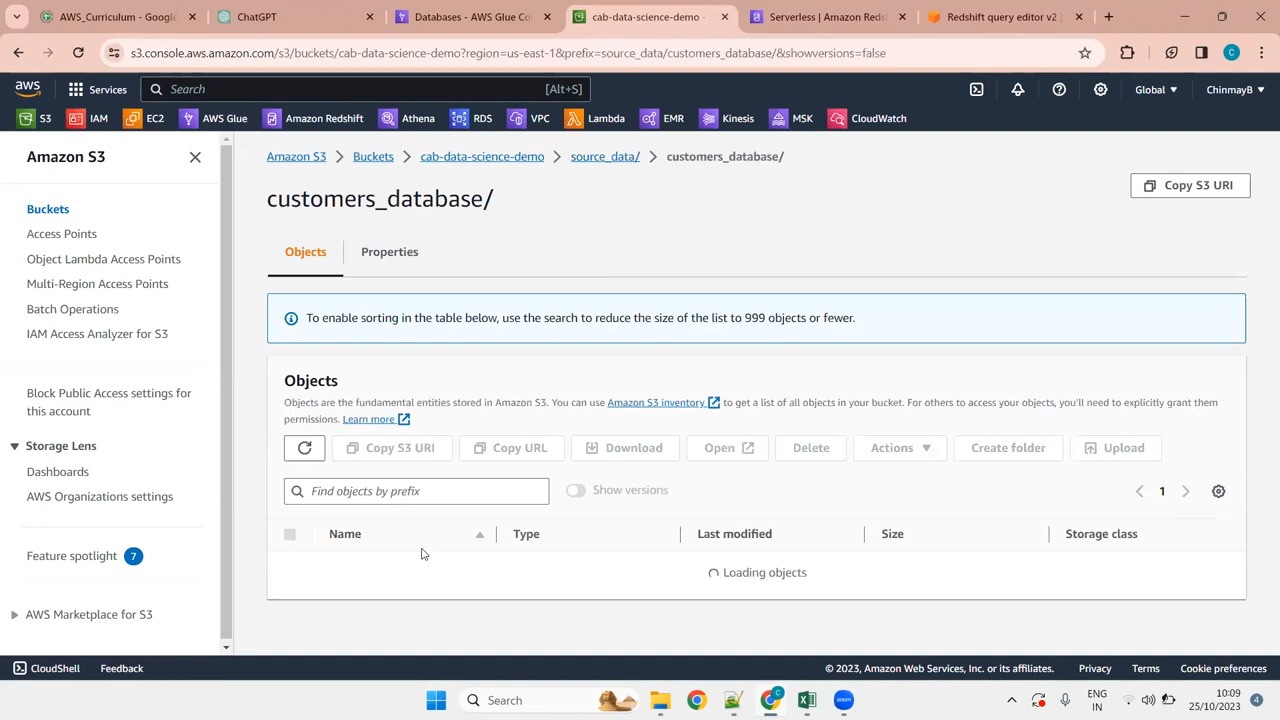 AWS_Curriculum - Google
ChatGPT
Databases - AWS Glue Co
cab-data-science-demo -
Serverless | Amazon Reds
Redshift query editor v2 |
s3.console.aws.amazon.com/s3/buckets/cab-data-science-demo?region=us-east-1&prefix=source_data/customers_database/&showversions=false
C
aws
Services
Search
[Alt+S]
Global
ChinmayB
S3
IAM
EC2
AWS Glue
Amazon Redshift
Athena
RDS
VPC
Lambda
EMR
Kinesis
MSK
CloudWatch
Amazon S3
Buckets
Access Points
Object Lambda Access Points
Multi-Region Access Points
Batch Operations
IAM Access Analyzer for S3
Block Public Access settings for
this account
Storage Lens
Dashboards
AWS Organizations settings
Feature spotlight 7
AWS Marketplace for S3
Amazon S3 > Buckets > cab-data-science-demo > source_data/ > customers_database/
customers_database/
Copy S3 URI
Objects
Properties
To enable sorting in the table below, use the search to reduce the size of the list to 999 objects or fewer.
Objects
Objects are the fundamental entities stored in Amazon S3. You can use Amazon S3 inventory to get a list of all objects in your bucket. For others to access your objects, you'll need to explicitly grant them
permissions. Learn more
Copy S3 URI
Copy URL
Download
Open
Delete
Actions
Create folder
Upload
Find objects by prefix
Show versions
1
Name
Type
Last modified
Size
Storage class
Loading objects
CloudShell
Feedback
© 2023, Amazon Web Services, Inc. or its affiliates.
Privacy
Terms
Cookie preferences
Search
C
zoom
ENG
IN
10:09
25/10/2023
4